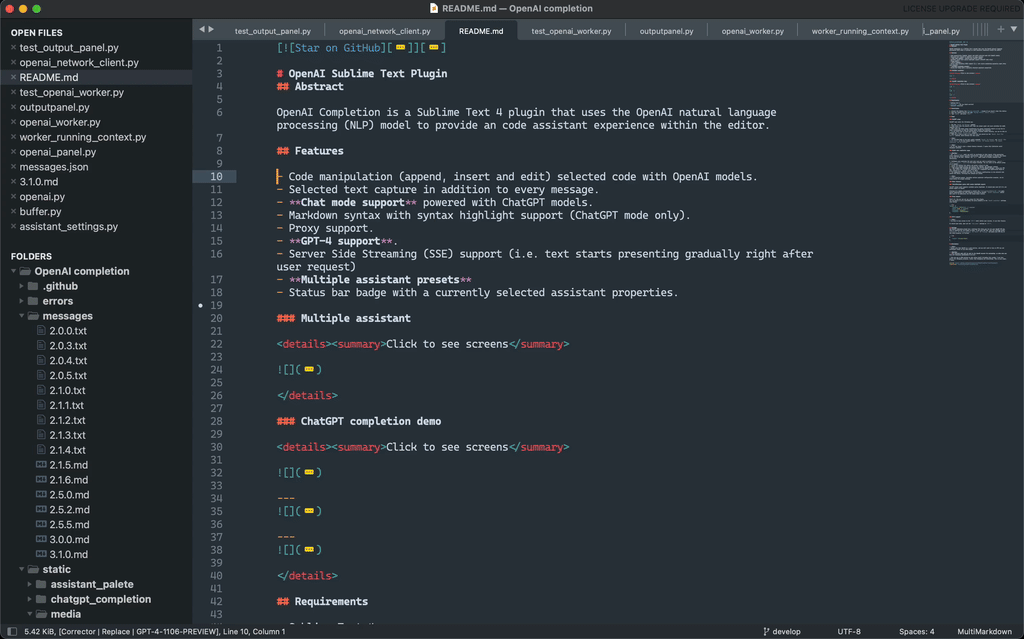 README.md — OpenAI completion
LICENSE UPGRADE REQUIRED
OPEN FILES
test_output_panel.py
openai_network_client.py
README.md
test_openai_worker.py
outputpanel.py
openai_worker.py
worker_running_context.py
openai_panel.py
messages.json
3.1.0.md
openai.py
buffer.py
assistant_settings.py
FOLDERS
OpenAI completion
.github
errors
messages
2.0.0.txt
2.0.3.txt
2.0.4.txt
2.0.5.txt
2.1.0.txt
2.1.1.txt
2.1.2.txt
2.1.3.txt
2.1.4.txt
2.1.5.md
2.1.6.md
2.5.0.md
2.5.2.md
2.5.5.md
3.0.0.md
3.1.0.md
static
assistant_palete
chatgpt_completion
media
test_output_panel.py openai_network_client.py README.md test_openai_worker.py outputpanel.py openai_worker.py worker_running_context.py i_panel.py
1 [![Star on GitHub][···]][···]
2
3 # OpenAI Sublime Text Plugin
4 ## Abstract
5
6 OpenAI Completion is a Sublime Text 4 plugin that uses the OpenAI natural language
processing (NLP) model to provide an code assistant experience within the editor.
7
8 ## Features
9
10 - Code manipulation (append, insert and edit) selected code with OpenAI models.
11 - Selected text capture in addition to every message.
12 - **Chat mode support** powered with ChatGPT models.
13 - Markdown syntax with syntax highlight support (ChatGPT mode only).
14 - Proxy support.
15 - **GPT-4 support**.
16 - Server Side Streaming (SSE) support (i.e. text starts presenting gradually right after
user request)
17 - **Multiple assistant presets**
18 - Status bar badge with a currently selected assistant properties.
19
20 ### Multiple assistant
21
22 <details><summary>Click to see screens</summary>
23
24 ![](···)
25
26 </details>
27
28 ### ChatGPT completion demo
29
30 <details><summary>Click to see screens</summary>
31
32 ![](···)
33
34 ---
35 ![](···)
36
37 ---
38 ![](···)
39
40 </details>
41
42 ## Requirements
43
5.42 KiB, [Corrector | Replace | GPT-4-1106-PREVIEW], Line 10, Column 1
develop
UTF-8
Spaces: 4
MultiMarkdown